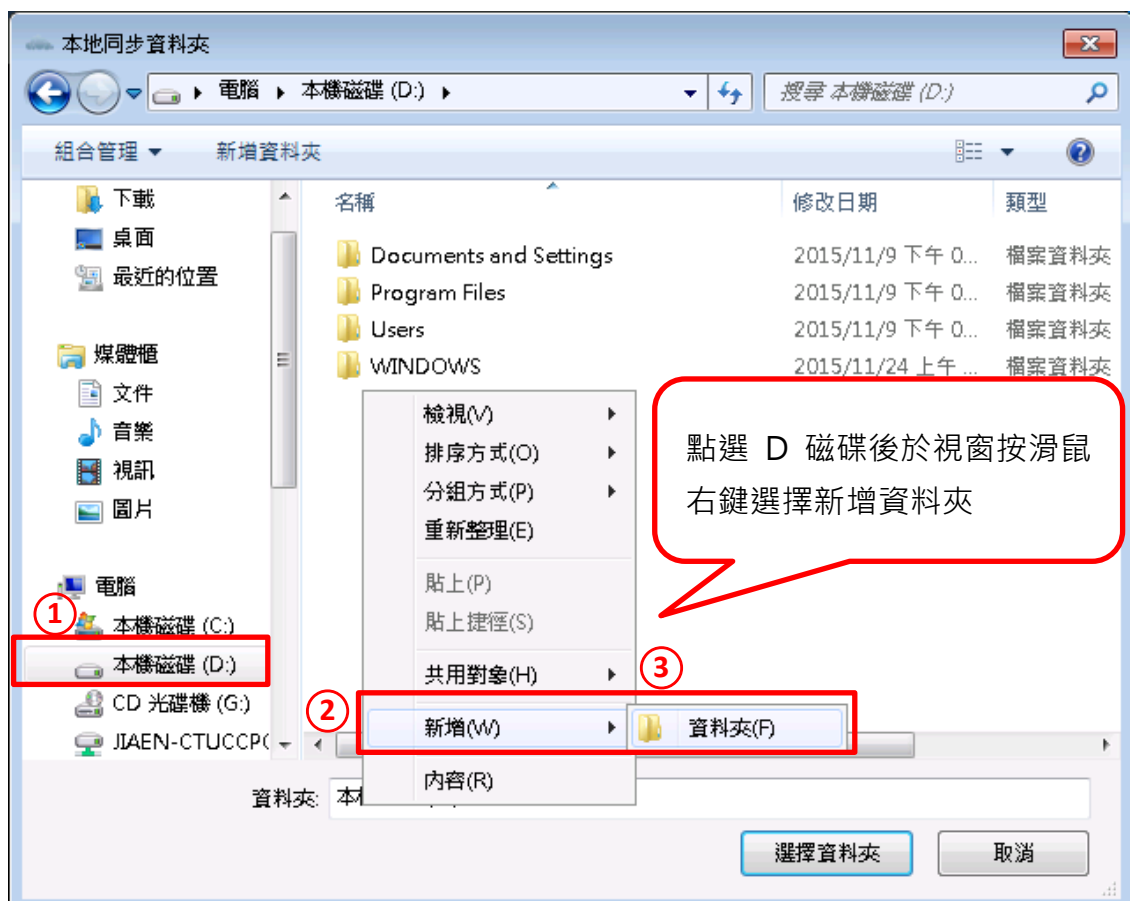 本地同步資料夾
電腦 本機磁碟 (D:)
搜尋 本機磁碟 (D:)
組合管理 新增資料夾
名稱 修改日期 類型
下載
桌面
最近的位置
媒體櫃
文件
音樂
視訊
圖片
電腦
① 本機磁碟 (C:)
本機磁碟 (D:)
CD 光碟機 (G:)
JIAEN-CTUCCP(
Documents and Settings 2015/11/9 下午 0... 檔案資料夾
Program Files 2015/11/9 下午 0... 檔案資料夾
Users 2015/11/9 下午 0... 檔案資料夾
WINDOWS 2015/11/24 上午 ... 檔案資料夾
檢視(V)
排序方式(O)
分組方式(P)
重新整理(E)
貼上(P)
貼上捷徑(S)
共用對象(H)
② 新增(W)
③ 資料夾(F)
內容(R)
點選 D 磁碟後於視窗按滑鼠
右鍵選擇新增資料夾
資料夾:
選擇資料夾 取消